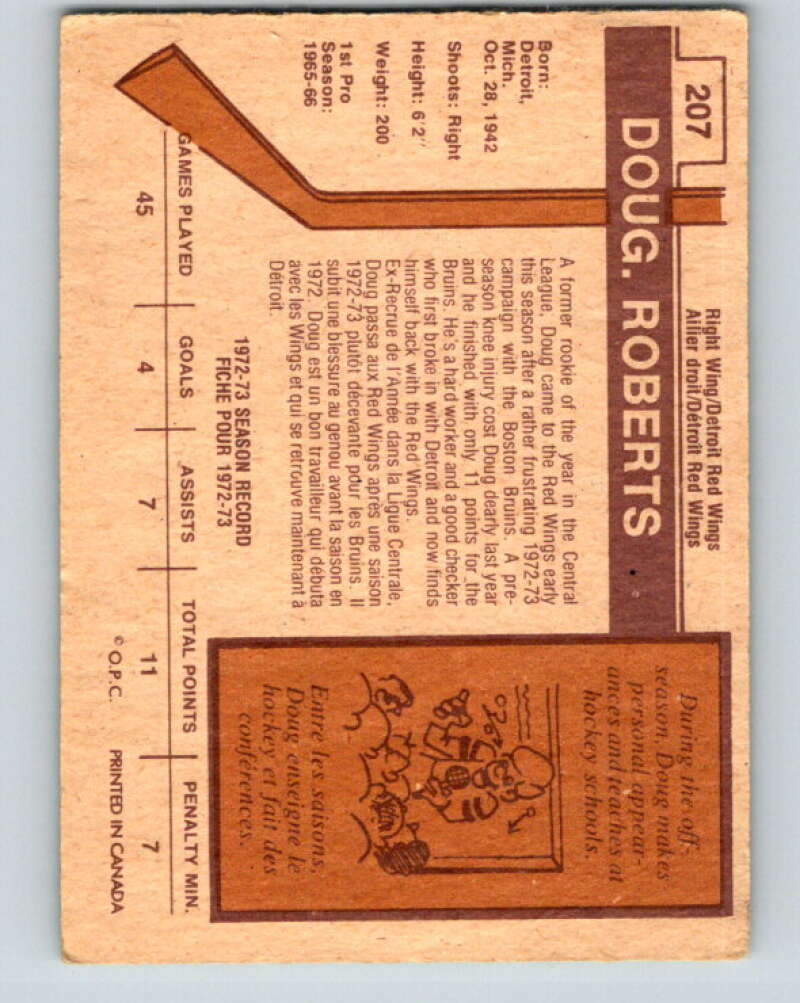 207
Right Wing/Detroit Red Wings
Ailier droit/Détroit Red Wings
DOUG. ROBERTS
Born:
Detroit,
Mich.
Oct. 28, 1942
Shoots: Right
Height: 6'2"
Weight: 200
1st Pro
Season:
1965-66
A former rookie of the year in the Central
League, Doug came to the Red Wings early
this season after a rather frustrating 1972-73
campaign with the Boston Bruins. A pre-
season knee injury cost Doug dearly last year
and he finished with only 11 points for the
Bruins. He's a hard worker and a good checker
who first broke in with Detroit and now finds
himself back with the Red Wings.
Ex-Recrue de l'Année dans la Ligue Centrale,
Doug passa aux Red Wings après une saison
1972-73 plutôt décevante pour les Bruins. Il
subit une blessure au genou avant la saison en
1972. Doug est un bon travailleur qui débuta
avec les Wings et qui se retrouve maintenant à
Détroit.
During the off-
season, Doug makes
personal appear-
ances and teaches at
hockey schools.
Entre les saisons,
Doug enseigne le
hockey et fait des
conférences.
1972-73 SEASON RECORD
FICHE POUR 1972-73
GAMES PLAYED GOALS ASSISTS TOTAL POINTS PENALTY MIN.
45 4 7 11 7
© O.P.C. PRINTED IN CANADA